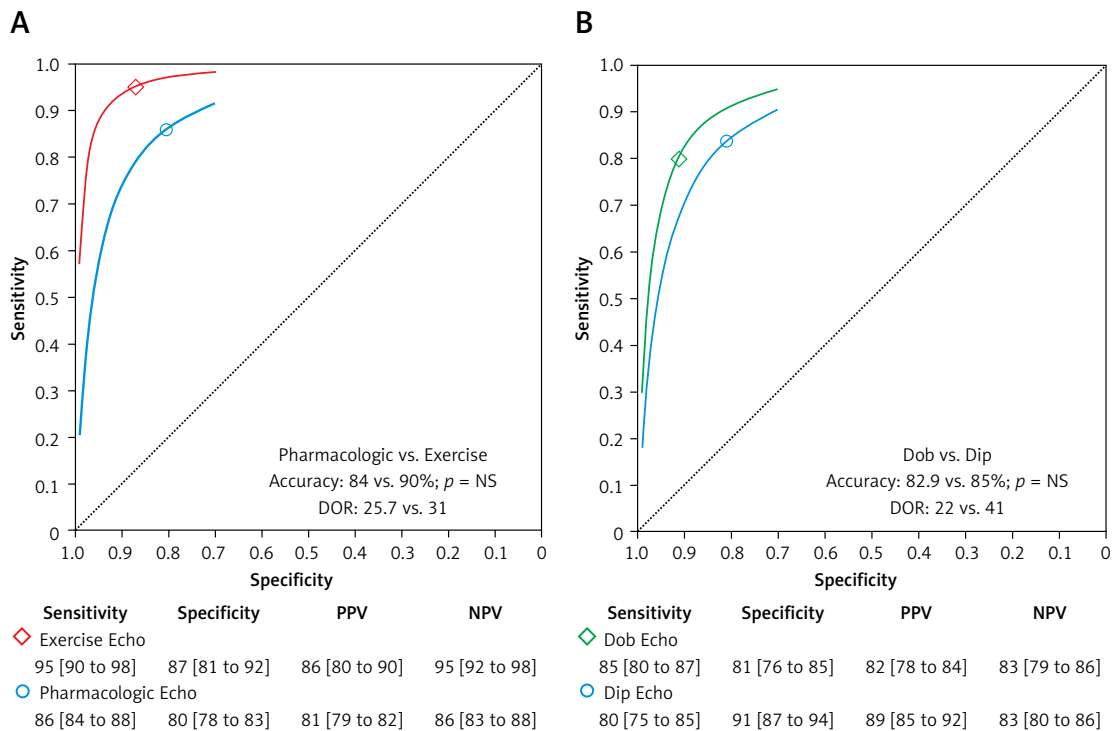 A
1.0
0.9
0.8
0.7
0.6
0.5
0.4
0.3
0.2
0.1
0
Sensitivity
Pharmacologic vs. Exercise
Accuracy: 84 vs. 90%; p = NS
DOR: 25.7 vs. 31
1.0 0.9 0.8 0.7 0.6 0.5 0.4 0.3 0.2 0.1 0
Specificity
Sensitivity Specificity PPV NPV
Exercise Echo
95 [90 to 98] 87 [81 to 92] 86 [80 to 90] 95 [92 to 98]
Pharmacologic Echo
86 [84 to 88] 80 [78 to 83] 81 [79 to 82] 86 [83 to 88]
B
1.0
0.9
0.8
0.7
0.6
0.5
0.4
0.3
0.2
0.1
0
Sensitivity
Dob vs. Dip
Accuracy: 82.9 vs. 85%; p = NS
DOR: 22 vs. 41
1.0 0.9 0.8 0.7 0.6 0.5 0.4 0.3 0.2 0.1 0
Specificity
Sensitivity Specificity PPV NPV
Dob Echo
85 [80 to 87] 81 [76 to 85] 82 [78 to 84] 83 [79 to 86]
Dip Echo
80 [75 to 85] 91 [87 to 94] 89 [85 to 92] 83 [80 to 86]